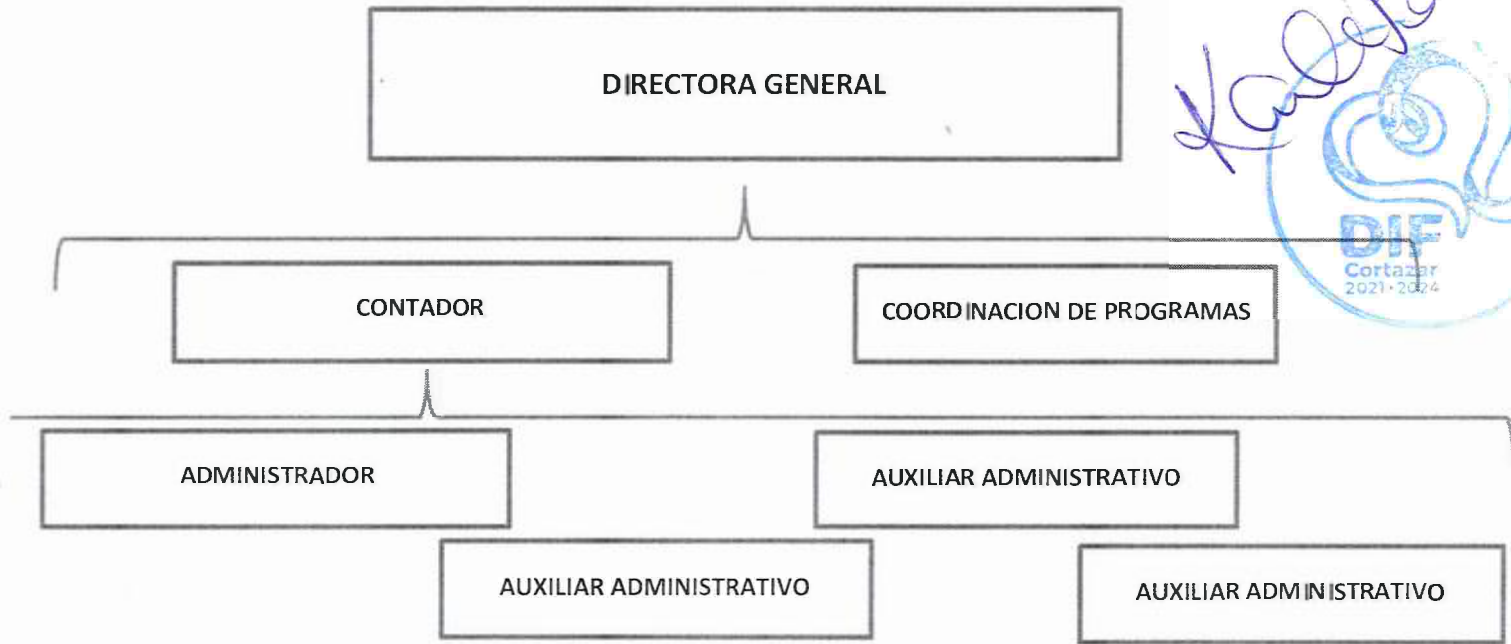 DIRECTORA GENERAL
DIF
Cortazar
2021·2024
CONTADOR
COORDINACION DE PROGRAMAS
ADMINISTRADOR
AUXILIAR ADMINISTRATIVO
AUXILIAR ADMINISTRATIVO
AUXILIAR ADMINISTRATIVO